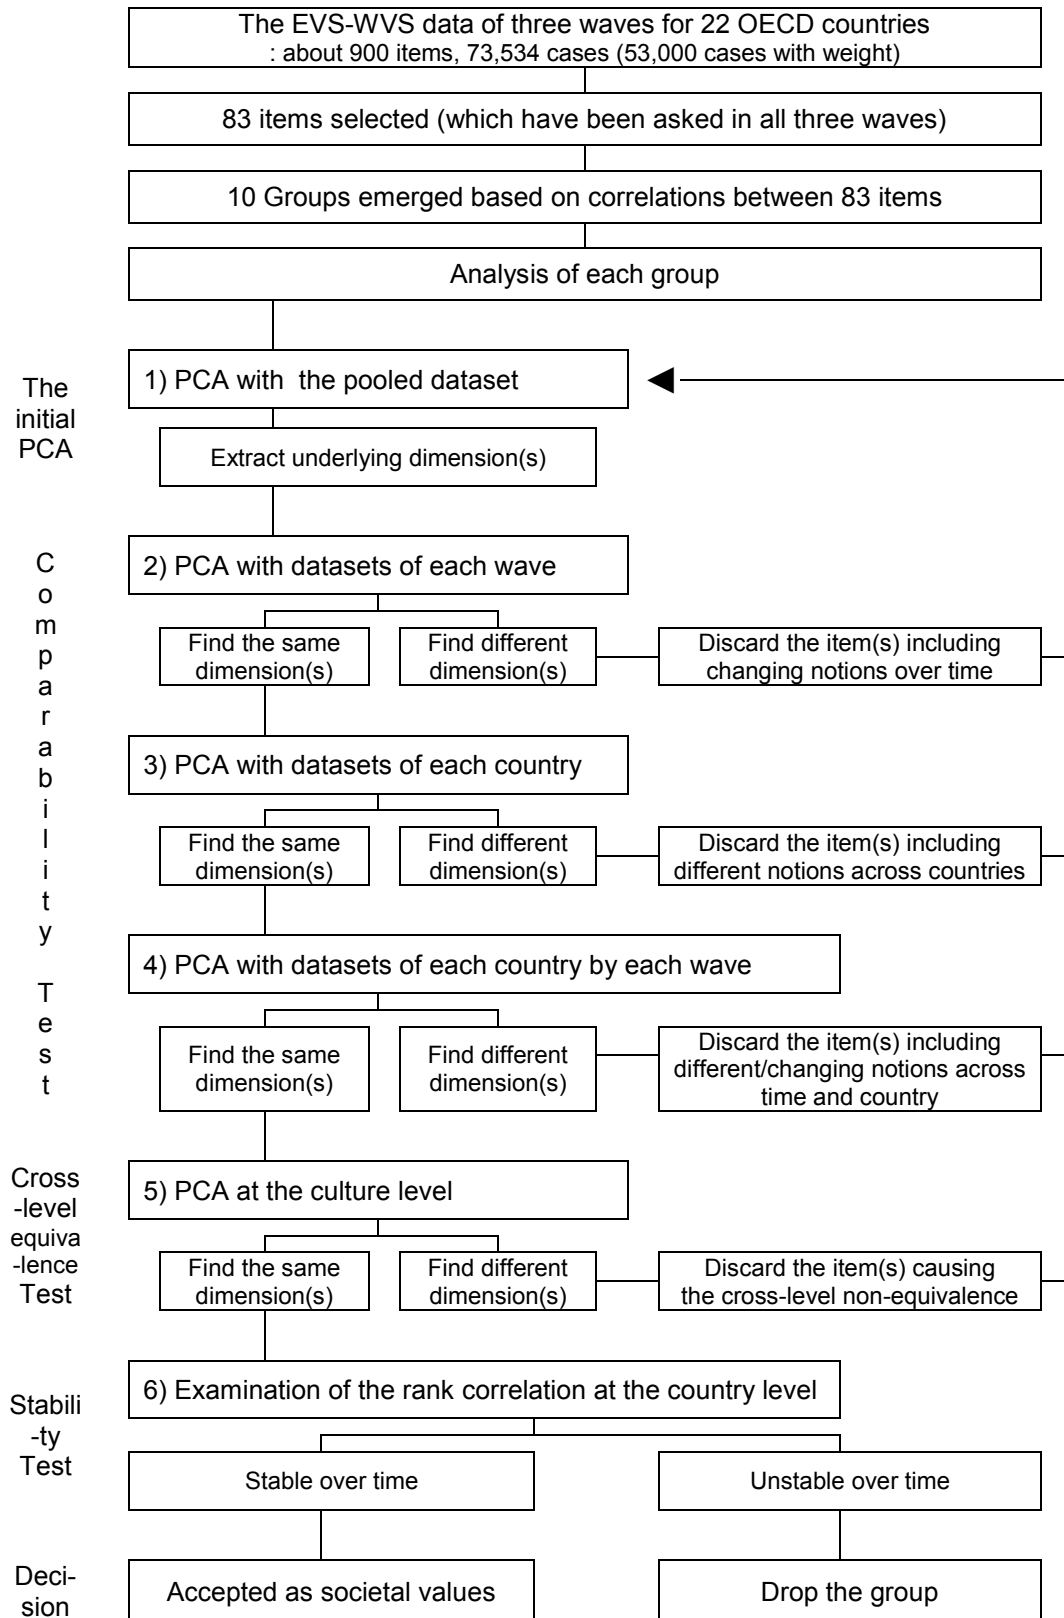 The EVS-WVS data of three waves for 22 OECD countries
: about 900 items, 73,534 cases (53,000 cases with weight)
83 items selected (which have been asked in all three waves)
10 Groups emerged based on correlations between 83 items
Analysis of each group
The
initial
PCA
1) PCA with the pooled dataset
Extract underlying dimension(s)
C
o
m
p
a
r
a
b
i
l
i
t
y
T
e
s
t
2) PCA with datasets of each wave
Find the same
dimension(s)
Find different
dimension(s)
Discard the item(s) including
changing notions over time
3) PCA with datasets of each country
Find the same
dimension(s)
Find different
dimension(s)
Discard the item(s) including
different notions across countries
4) PCA with datasets of each country by each wave
Find the same
dimension(s)
Find different
dimension(s)
Discard the item(s) including
different/changing notions across
time and country
Cross
-level
equiva
-lence
Test
5) PCA at the culture level
Find the same
dimension(s)
Find different
dimension(s)
Discard the item(s) causing
the cross-level non-equivalence
Stabili
-ty
Test
6) Examination of the rank correlation at the country level
Stable over time
Unstable over time
Deci-
sion
Accepted as societal values
Drop the group